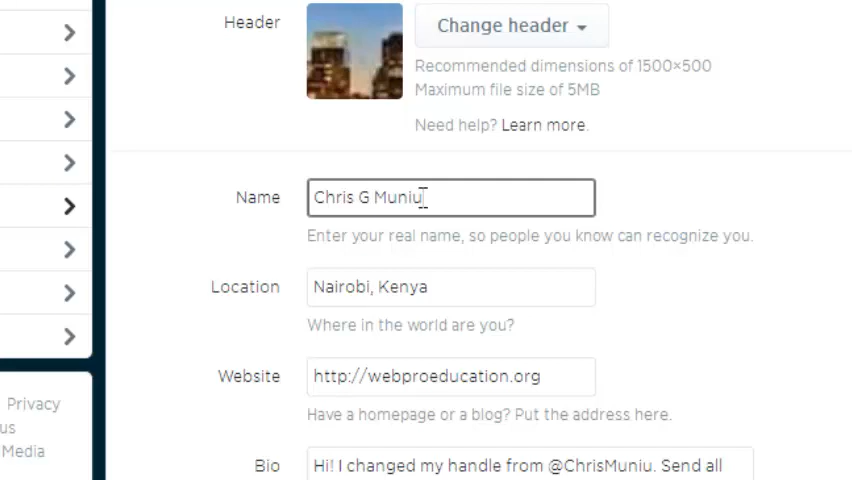 Header
Change header
Recommended dimensions of 1500×500
Maximum file size of 5MB
Need help? Learn more.
Name
Chris G Muniu
Enter your real name, so people you know can recognize you.
Location
Nairobi, Kenya
Where in the world are you?
Website
http://webproeducation.org
Have a homepage or a blog? Put the address here.
Bio
Hi! I changed my handle from @ChrisMuniu. Send all
Privacy
us
Media